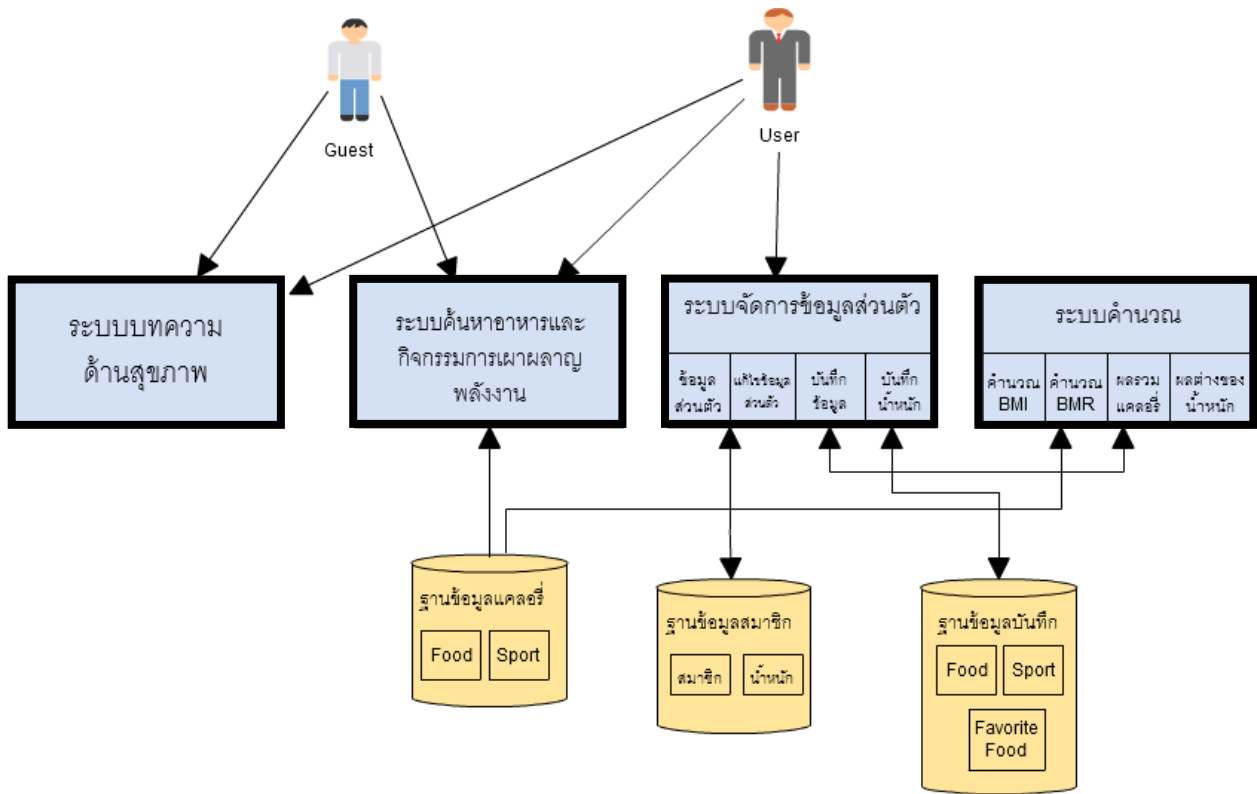 Guest
User
ระบบบทความ
ด้านสุขภาพ
ระบบค้นหาอาหารและ
กิจกรรมการเผาผลาญ
พลังงาน
ระบบจัดการข้อมูลส่วนตัว
ข้อมูล
ส่วนตัว
แก้ไขข้อมูล
ส่วนตัว
บันทึก
ข้อมูล
บันทึก
น้ำหนัก
ระบบคำนวณ
คำนวณ
BMI
คำนวณ
BMR
ผลรวม
แคลอรี่
ผลต่างของ
น้ำหนัก
ฐานข้อมูลแคลอรี่
Food
Sport
ฐานข้อมูลสมาชิก
สมาชิก
น้ำหนัก
ฐานข้อมูลบันทึก
Food
Sport
Favorite
Food